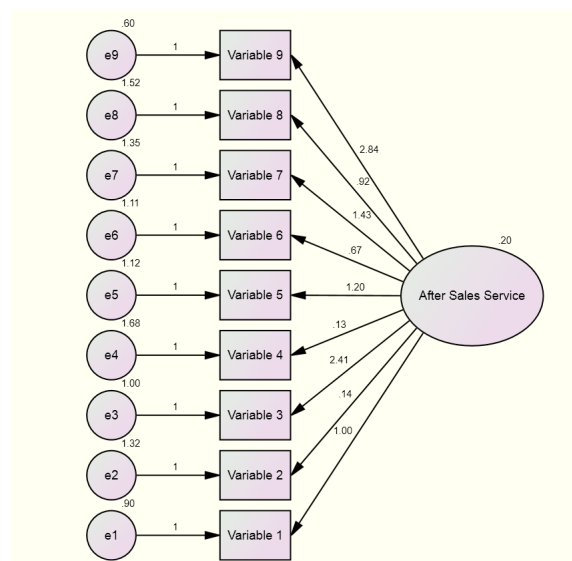 .60
e9
1
Variable 9
1.52
e8
1
Variable 8
2.84
1.35
e7
1
Variable 7
.92
1.11
e6
1
Variable 6
1.43
.67
.20
1.12
e5
1
Variable 5
1.20
After Sales Service
1.68
e4
1
Variable 4
.13
1.00
e3
1
Variable 3
2.41
1.32
e2
1
Variable 2
.14
1.00
.90
e1
1
Variable 1